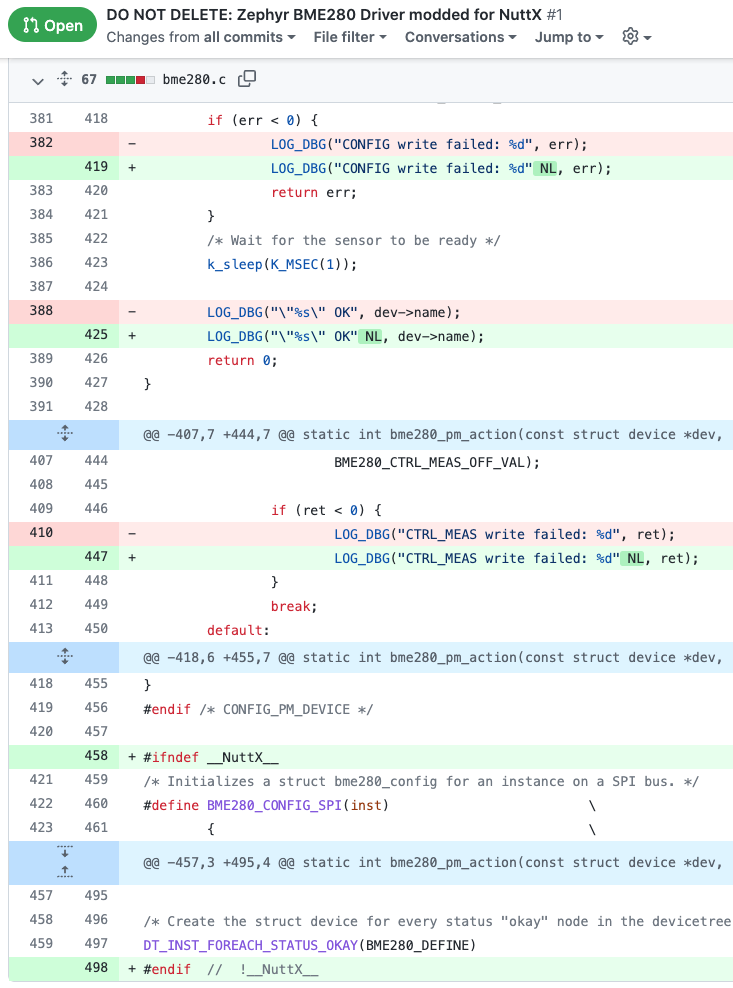 Open
DO NOT DELETE: Zephyr BME280 Driver modded for NuttX #1
Changes from all commits File filter Conversations Jump to
67 bme280.c
381 418 if (err < 0) {
382 - LOG_DBG("CONFIG write failed: %d", err);
419 + LOG_DBG("CONFIG write failed: %d" NL, err);
383 420 return err;
384 421 }
385 422 /* Wait for the sensor to be ready */
386 423 k_sleep(K_MSEC(1));
387 424
388 - LOG_DBG("\"%s\" OK", dev->name);
425 + LOG_DBG("\"%s\" OK" NL, dev->name);
389 426 return 0;
390 427 }
391 428
@@ -407,7 +444,7 @@ static int bme280_pm_action(const struct device *dev,
407 444 BME280_CTRL_MEAS_OFF_VAL);
408 445
409 446 if (ret < 0) {
410 - LOG_DBG("CTRL_MEAS write failed: %d", ret);
447 + LOG_DBG("CTRL_MEAS write failed: %d" NL, ret);
411 448 }
412 449 break;
413 450 default:
@@ -418,6 +455,7 @@ static int bme280_pm_action(const struct device *dev,
418 455 }
419 456 #endif /* CONFIG_PM_DEVICE */
420 457
458 + #ifndef __NuttX__
421 459 /* Initializes a struct bme280_config for an instance on a SPI bus. */
422 460 #define BME280_CONFIG_SPI(inst) \
423 461 { \
@@ -457,3 +495,4 @@ static int bme280_pm_action(const struct device *dev,
457 495
458 496 /* Create the struct device for every status "okay" node in the devicetree
459 497 DT_INST_FOREACH_STATUS_OKAY(BME280_DEFINE)
498 + #endif // !__NuttX__